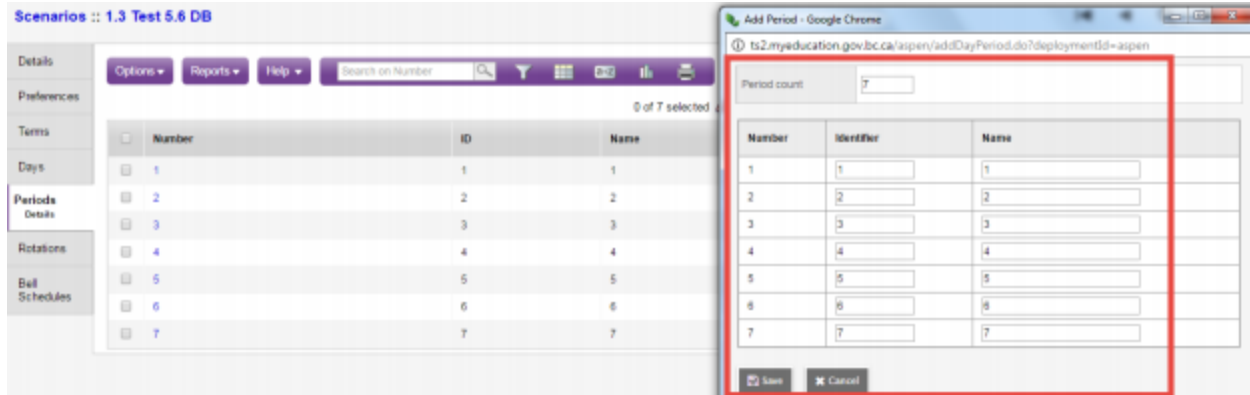 Scenarios :: 1.3 Test 5.6 DB
Details
Preferences
Terms
Days
Periods
Details
Rotations
Bell
Schedules
Options Reports Help Search on Number
0 of 7 selected
Number ID Name
1 1 1
2 2 2
3 3 3
4 4 4
5 5 5
6 6 6
7 7 7
Add Period - Google Chrome
ts2.myeducation.gov.bc.ca/aspen/addDayPeriod.do?deploymentId=aspen
Period count 7
Number Identifier Name
1 1 1
2 2 2
3 3 3
4 4 4
5 5 5
6 6 6
7 7 7
Save Cancel